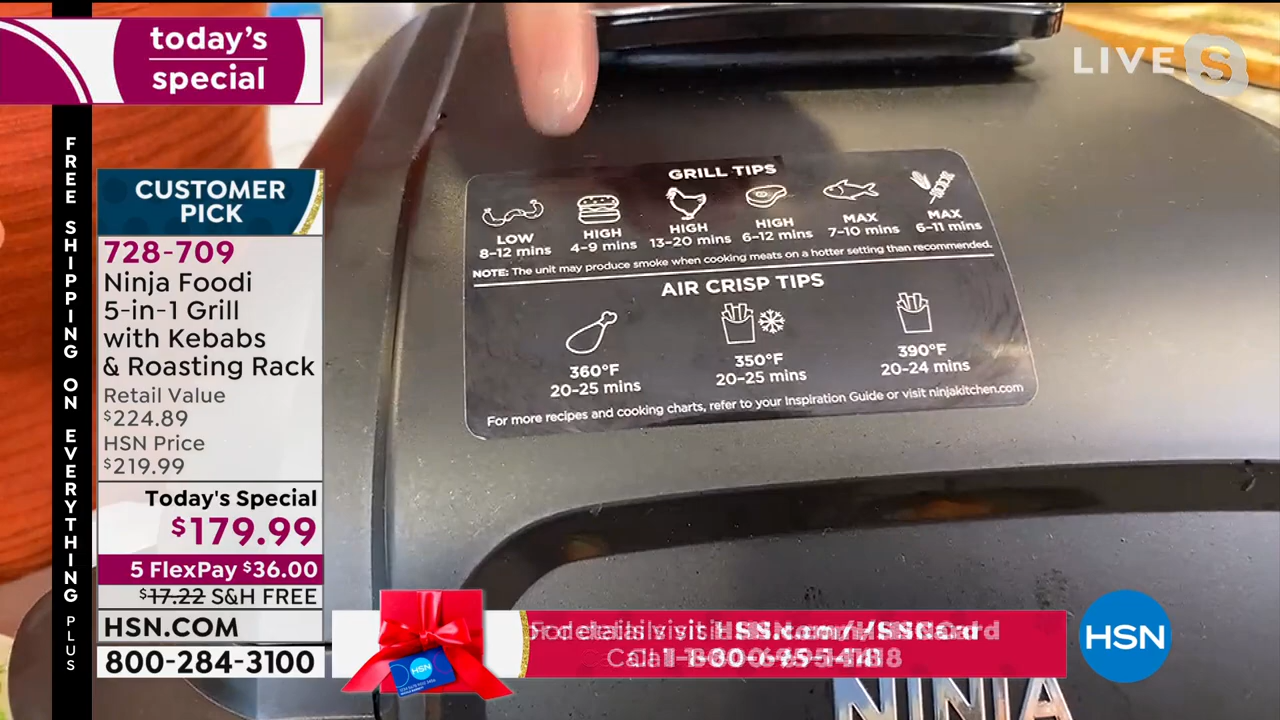 today's
special
LIVE S
FREE SHIPPING ON EVERYTHING PLUS
CUSTOMER
PICK
728-709
Ninja Foodi
5-in-1 Grill
with Kebabs
& Roasting Rack
Retail Value
$224.89
HSN Price
$219.99
Today's Special
$179.99
5 FlexPay $36.00
$17.22 S&H FREE
HSN.COM
800-284-3100
GRILL TIPS
LOW HIGH HIGH HIGH MAX MAX
8-12 mins 4-9 mins 13-20 mins 6-12 mins 7-10 mins 6-11 mins
NOTE: The unit may produce smoke when cooking meats on a hotter setting than recommended.
AIR CRISP TIPS
360°F 350°F 390°F
20-25 mins 20-25 mins 20-24 mins
For more recipes and cooking charts, refer to your Inspiration Guide or visit ninjakitchen.com
HSN
For details visit
Call
HSN
NINJA